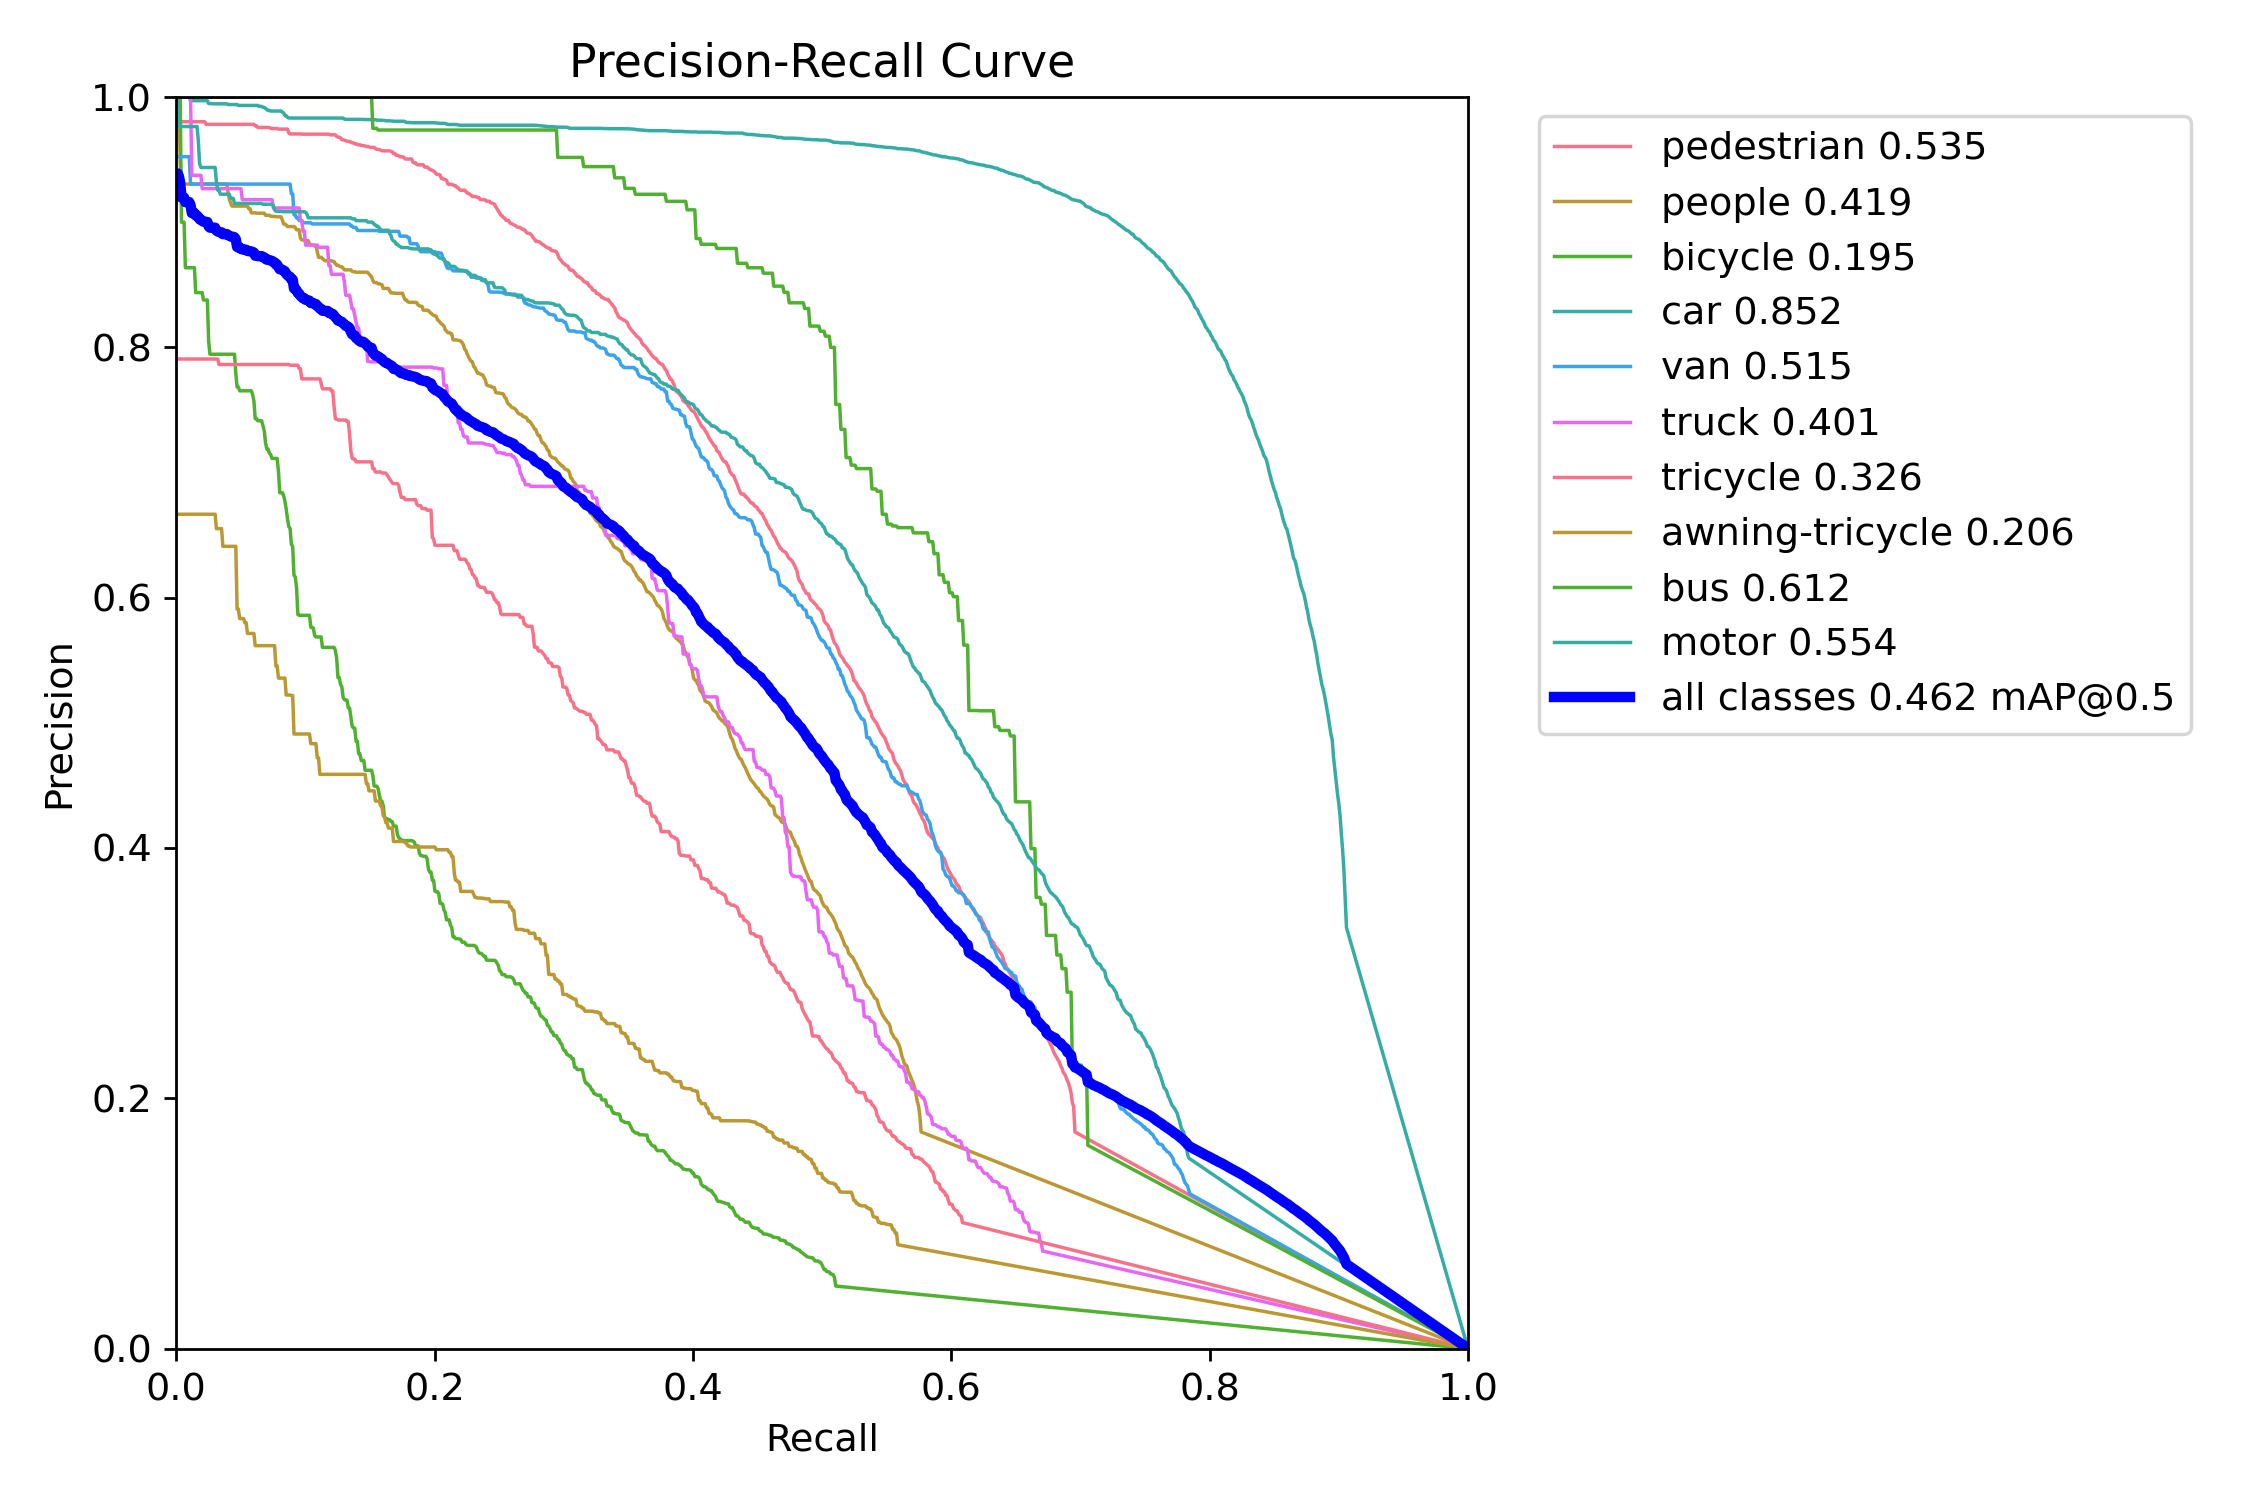 Precision-Recall Curve
1.0
0.8
0.6
0.4
0.2
0.0
Precision
0.0 0.2 0.4 0.6 0.8 1.0
Recall
pedestrian 0.535
people 0.419
bicycle 0.195
car 0.852
van 0.515
truck 0.401
tricycle 0.326
awning-tricycle 0.206
bus 0.612
motor 0.554
all classes 0.462 mAP@0.5